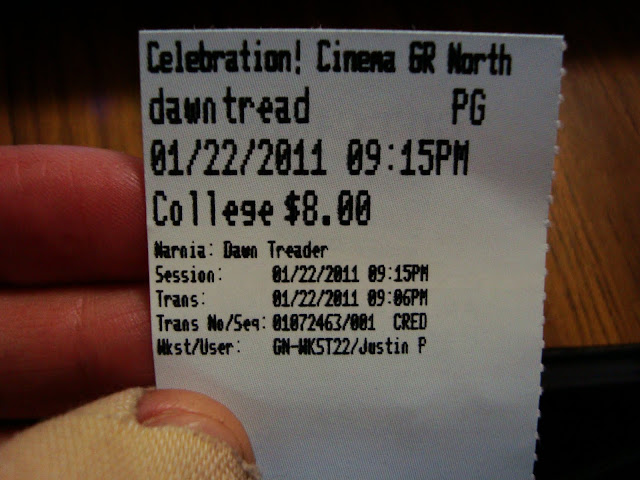 Celebration! Cinema GR North
dawntread PG
01/22/2011 09:15PM
College $8.00
Narnia: Dawn Treader
Session: 01/22/2011 09:15PM
Trans: 01/22/2011 09:06PM
Trans No/Seq: 01072463/001 CRED
Wkst/User: GN-WKST22/Justin P